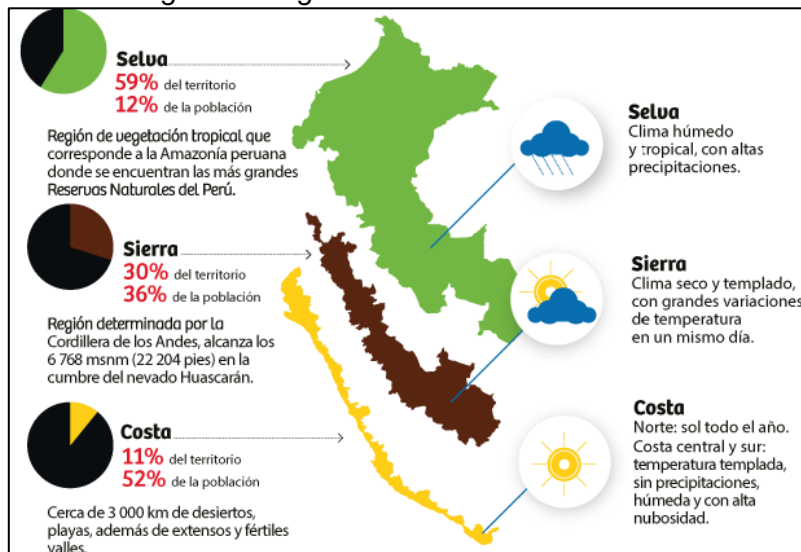 Selva
59% del territorio
12% de la población
Región de vegetación tropical que
corresponde a la Amazonía peruana
donde se encuentran las más grandes
Reservas Naturales del Perú.
Sierra
30% del territorio
36% de la población
Región determinada por la
Cordillera de los Andes, alcanza los
6 768 msnm (22 204 pies) en la
cumbre del nevado Huascarán.
Costa
11% del territorio
52% de la población
Cerca de 3 000 km de desiertos,
playas, además de extensos y fértiles
valles.
Selva
Clima húmedo
y tropical, con altas
precipitaciones.
Sierra
Clima seco y templado,
con grandes variaciones
de temperatura
en un mismo día.
Costa
Norte: sol todo el año.
Costa central y sur:
temperatura templada,
sin precipitaciones,
húmeda y con alta
nubosidad.